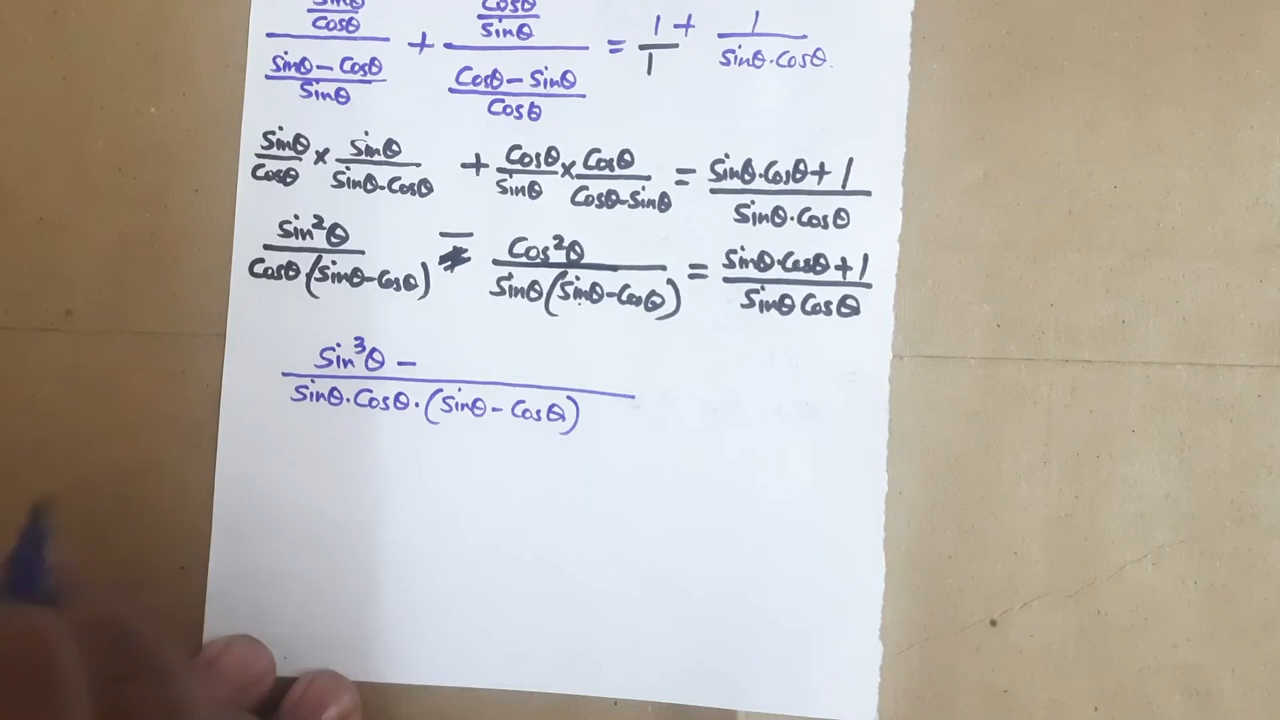 sinθ/cosθ / (sinθ-cosθ)/sinθ + cosθ/sinθ / (cosθ-sinθ)/cosθ = 1/1 + 1/sinθ·cosθ.
sinθ/cosθ × sinθ/sinθ-cosθ + cosθ/sinθ × cosθ/cosθ-sinθ = sinθ·cosθ+1/sinθ·cosθ
sin²θ/cosθ(sinθ-cosθ) - cos²θ/sinθ(sinθ-cosθ) = sinθ·cosθ+1/sinθ cosθ
sin³θ - /sinθ·cosθ·(sinθ-cosθ)